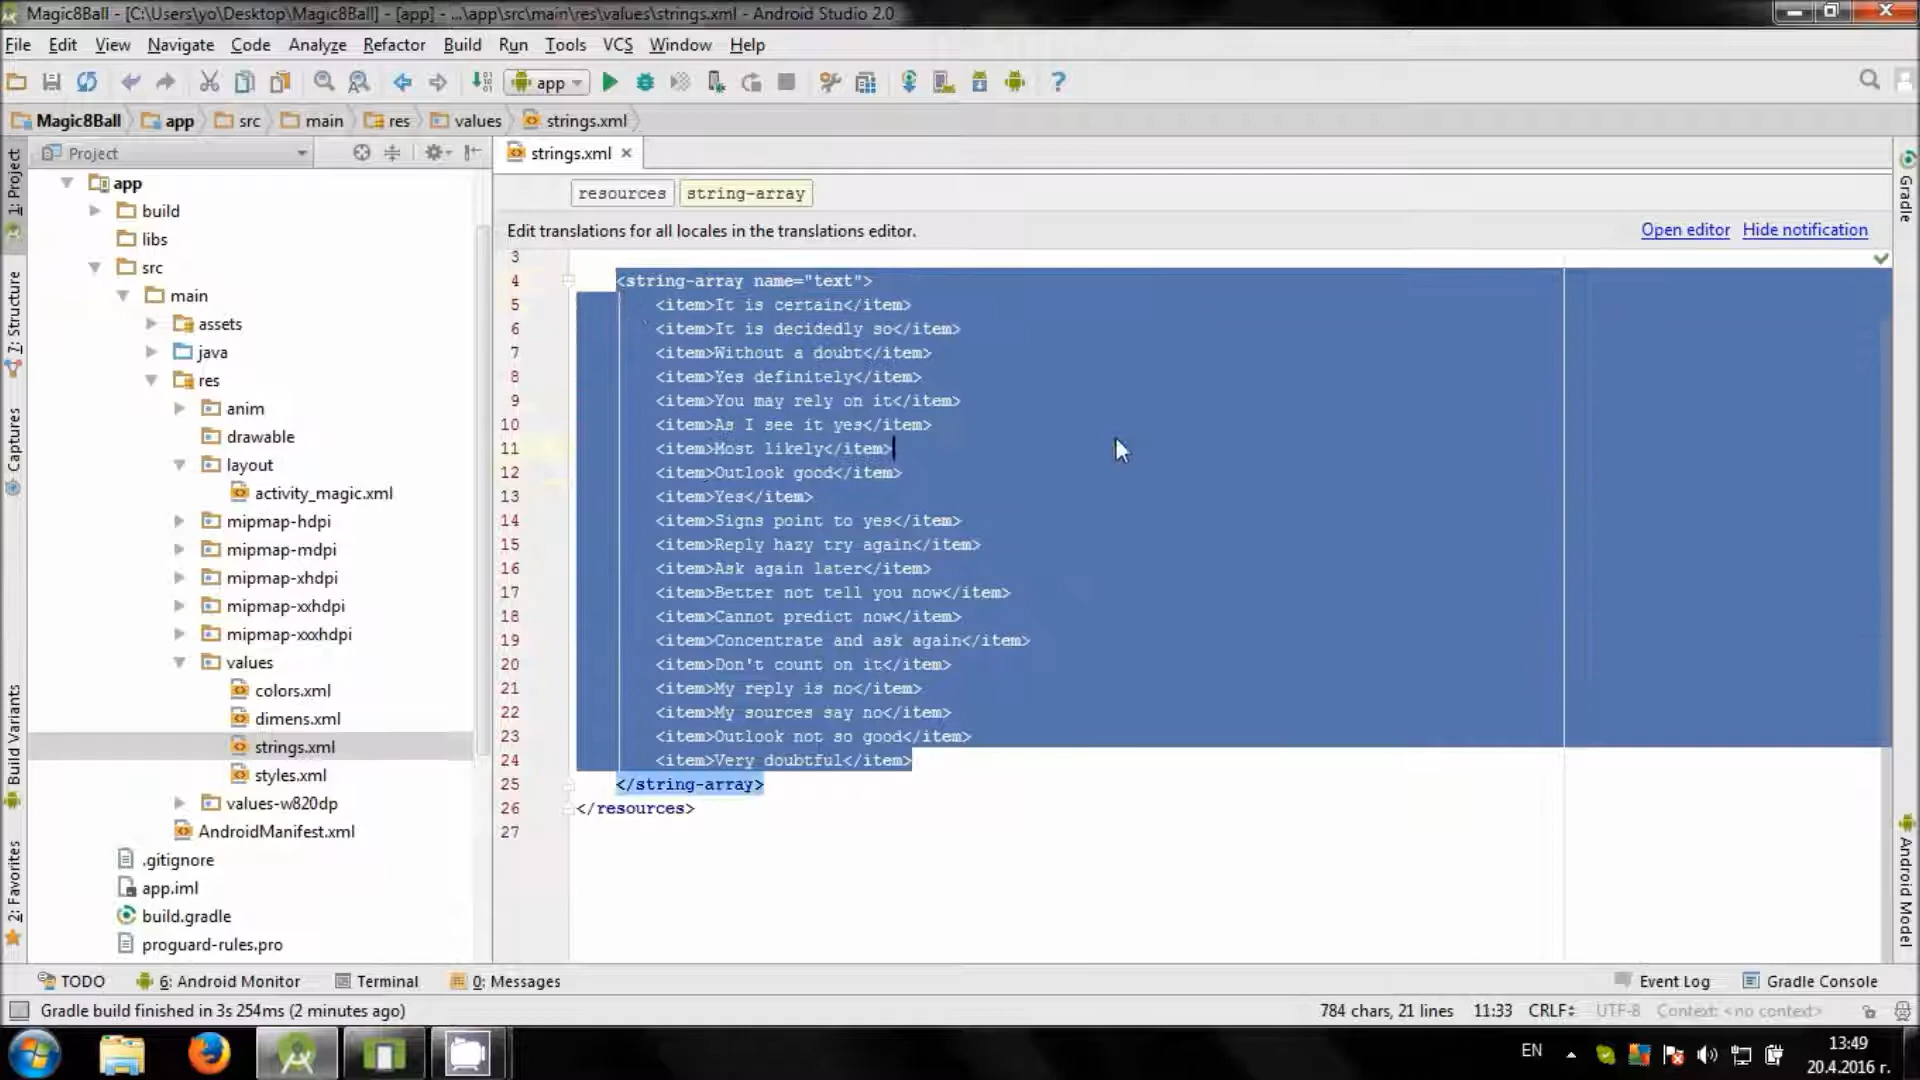 Magic8Ball - [C:\Users\yo\Desktop\Magic8Ball] - [app] - ...\app\src\main\res\values\strings.xml - Android Studio 2.0
File Edit View Navigate Code Analyze Refactor Build Run Tools VCS Window Help
app
Magic8Ball app src main res values strings.xml
1: Project
7: Structure
Captures
Build Variants
2: Favorites
Project
app
build
libs
src
main
assets
java
res
anim
drawable
layout
activity_magic.xml
mipmap-hdpi
mipmap-mdpi
mipmap-xhdpi
mipmap-xxhdpi
mipmap-xxxhdpi
values
colors.xml
dimens.xml
strings.xml
styles.xml
values-w820dp
AndroidManifest.xml
.gitignore
app.iml
build.gradle
proguard-rules.pro
strings.xml
resources string-array
Edit translations for all locales in the translations editor. Open editor Hide notification
3
4 <string-array name="text">
5 <item>It is certain</item>
6 <item>It is decidedly so</item>
7 <item>Without a doubt</item>
8 <item>Yes definitely</item>
9 <item>You may rely on it</item>
10 <item>As I see it yes</item>
11 <item>Most likely</item>
12 <item>Outlook good</item>
13 <item>Yes</item>
14 <item>Signs point to yes</item>
15 <item>Reply hazy try again</item>
16 <item>Ask again later</item>
17 <item>Better not tell you now</item>
18 <item>Cannot predict now</item>
19 <item>Concentrate and ask again</item>
20 <item>Don't count on it</item>
21 <item>My reply is no</item>
22 <item>My sources say no</item>
23 <item>Outlook not so good</item>
24 <item>Very doubtful</item>
25 </string-array>
26 </resources>
27
Gradle
Android Model
TODO 6: Android Monitor Terminal 0: Messages Event Log Gradle Console
Gradle build finished in 3s 254ms (2 minutes ago) 784 chars, 21 lines 11:33 CRLF UTF-8 Context: <no context>
EN 13:49
20.4.2016 г.